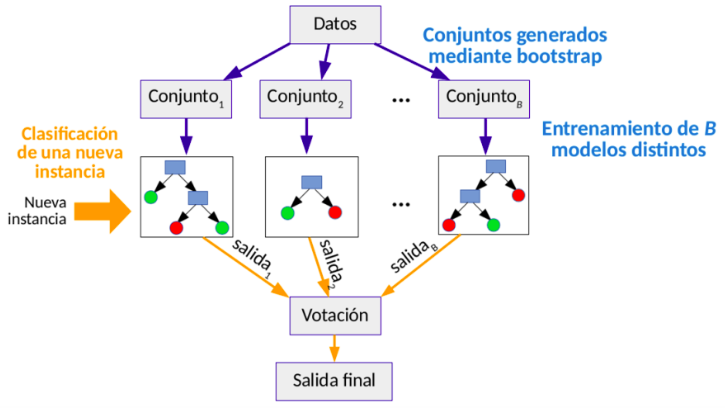 Datos
Conjuntos generados
mediante bootstrap
Conjunto1
Conjunto2
...
ConjuntoB
Clasificación
de una nueva
instancia
Entrenamiento de B
modelos distintos
Nueva
instancia
...
salida1
salida2
salidaB
Votación
Salida final